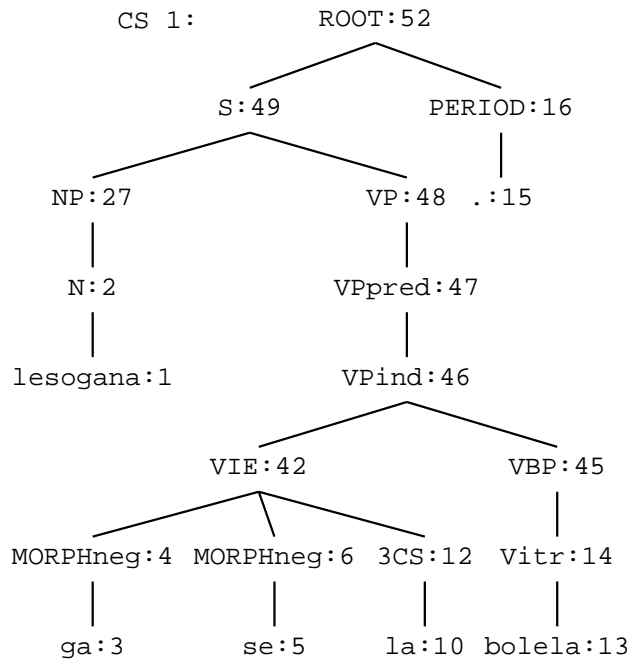 CS 1: ROOT:52
S:49 PERIOD:16
NP:27 VP:48 .:15
N:2 VPpred:47
lesogana:1 VPind:46
VIE:42 VBP:45
MORPHneg:4 MORPHneg:6 3CS:12 Vitr:14
ga:3 se:5 la:10 bolela:13